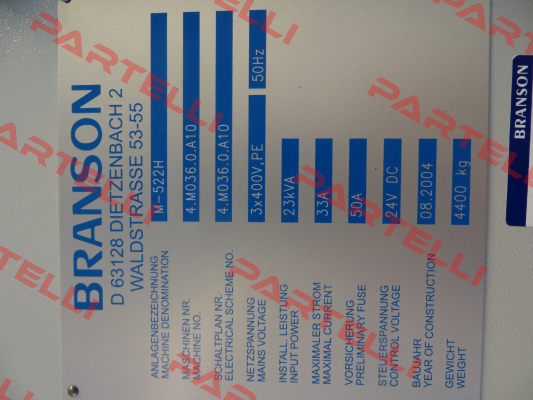 BRANSON
D 63128 DIETZENBACH 2
WALDSTRASSE 53-55
ANLAGENBEZEICHNUNG
MACHINE DENOMINATION
M-522H
MASCHINEN NR.
MACHINE NO.
4.M036.0.A10
SCHALTPLAN NR.
ELECTRICAL SCHEME NO.
4.M036.0.A10
NETZSPANNUNG
MAINS VOLTAGE
3x400V,PE 50Hz
INSTALL LEISTUNG
INPUT POWER
23kVA
MAXIMALER STROM
MAXIMAL CURRENT
33A
VORSICHERUNG
PRELIMINARY FUSE
50A
STEUERSPANNUNG
CONTROL VOLTAGE
24V DC
BAUJAHR
YEAR OF CONSTRUCTION
08.2004
GEWICHT
WEIGHT
4400 kg
BRANSON
PARTELLI
PARTELLI
PARTELLI
PARTELLI
PARTELLI
PARTELLI